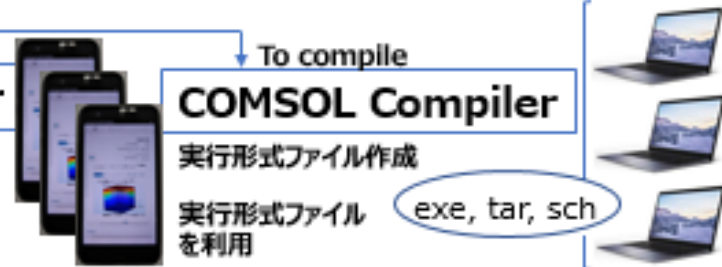 To compile
COMSOL Compiler
実行形式ファイル作成
実行形式ファイル
を利用
exe, tar, sch